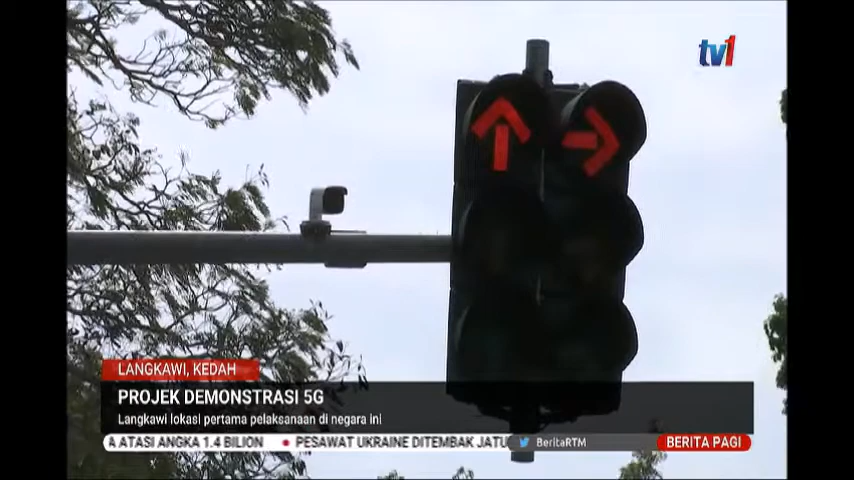 tv1
LANGKAWI, KEDAH
PROJEK DEMONSTRASI 5G
Langkawi lokasi pertama pelaksanaan di negara ini
A ATASI ANGKA 1.4 BILION PESAWAT UKRAINE DITEMBAK JATU BeritaRTM BERITA PAGI